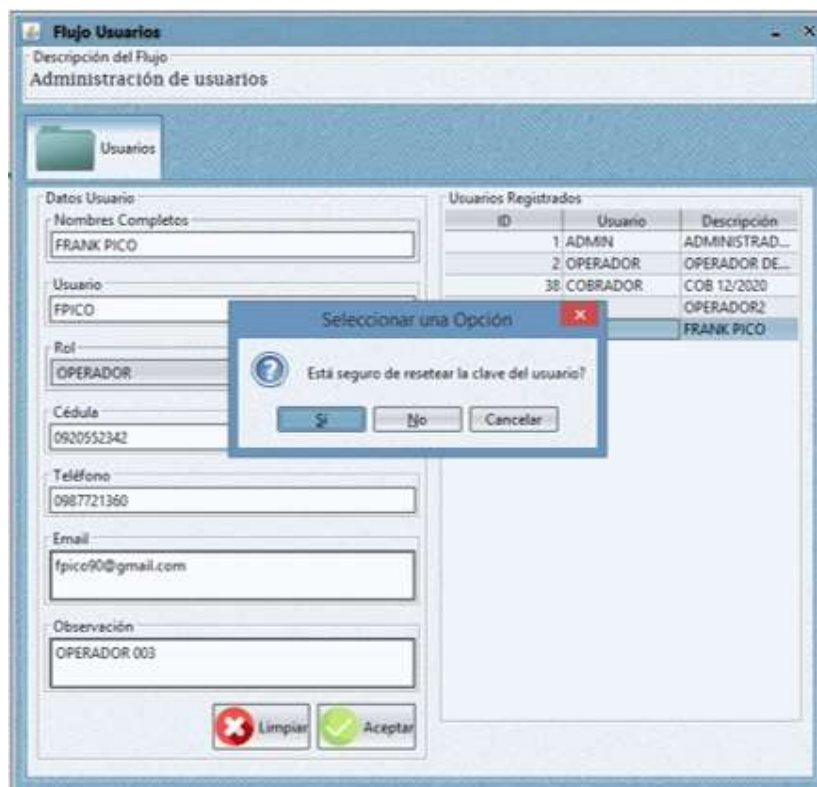 Flujo Usuarios
Descripción del Flujo
Administración de usuarios
Usuarios
Datos Usuario
Nombres Completos
FRANK PICO
Usuario
FPICO
Rol
OPERADOR
Cédula
0920552342
Teléfono
0987721360
Email
fpico90@gmail.com
Observación
OPERADOR 003
Limpiar Aceptar
Usuarios Registrados
ID Usuario Descripción
1 ADMIN ADMINISTRAD...
2 OPERADOR OPERADOR DE...
38 COBRADOR COB 12/2020
OPERADOR2
FRANK PICO
Seleccionar una Opción
Está seguro de resetear la clave del usuario?
Sí No Cancelar